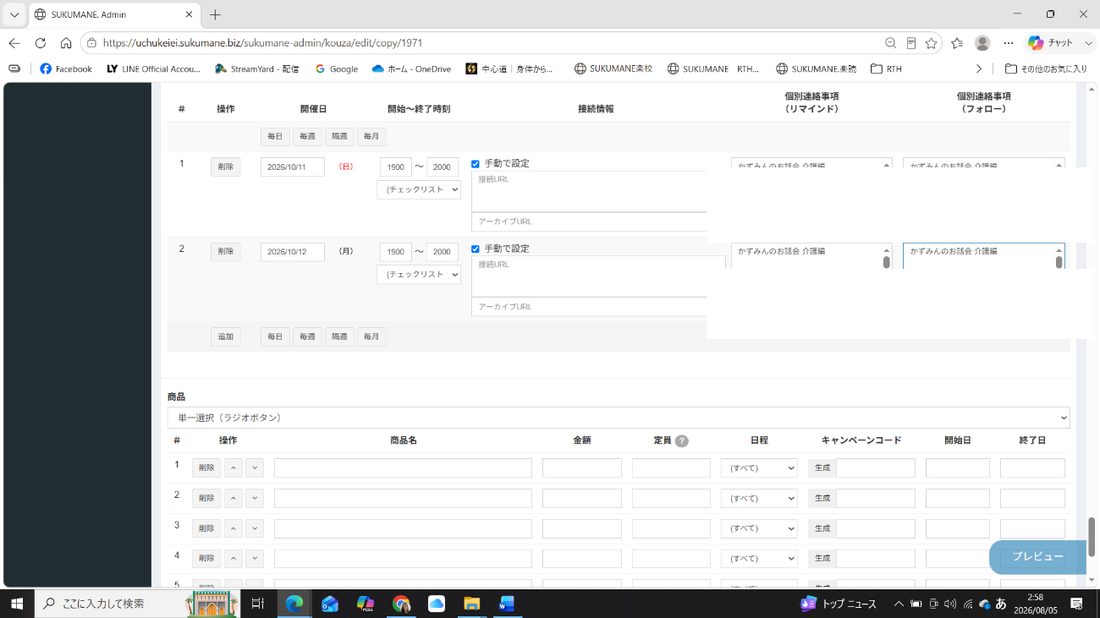 SUKUMANE. Admin
https://uchukeiei.sukumane.biz/sukumane-admin/kouza/edit/copy/1971
チャット
Facebook LINE Official Accou... StreamYard - 配信 Google ホーム - OneDrive 中心道｜身体から... SUKUMANE楽校 SUKUMANE RTH... SUKUMANE.楽読 RTH その他のお気に入り
# 操作 開催日 開始～終了時刻 接続情報 個別連絡事項（リマインド） 個別連絡事項（フォロー）
毎日 毎週 隔週 毎月
1 削除 2026/10/11 （日） 1900 ～ 2000 手動で設定 かずみんのお話会 介護編 かずみんのお話会 介護編
(チェックリスト 接続URL
アーカイブURL
2 削除 2026/10/12 （月） 1900 ～ 2000 手動で設定 かずみんのお話会 介護編 かずみんのお話会 介護編
(チェックリスト 接続URL
アーカイブURL
追加 毎日 毎週 隔週 毎月
商品
単一選択（ラジオボタン）
# 操作 商品名 金額 定員 ? 日程 キャンペーンコード 開始日 終了日
1 削除 (すべて) 生成
2 削除 (すべて) 生成
3 削除 (すべて) 生成
4 削除 (すべて) 生成
プレビュー
5
ここに入力して検索 トップ ニュース あ 2:58
2026/08/05